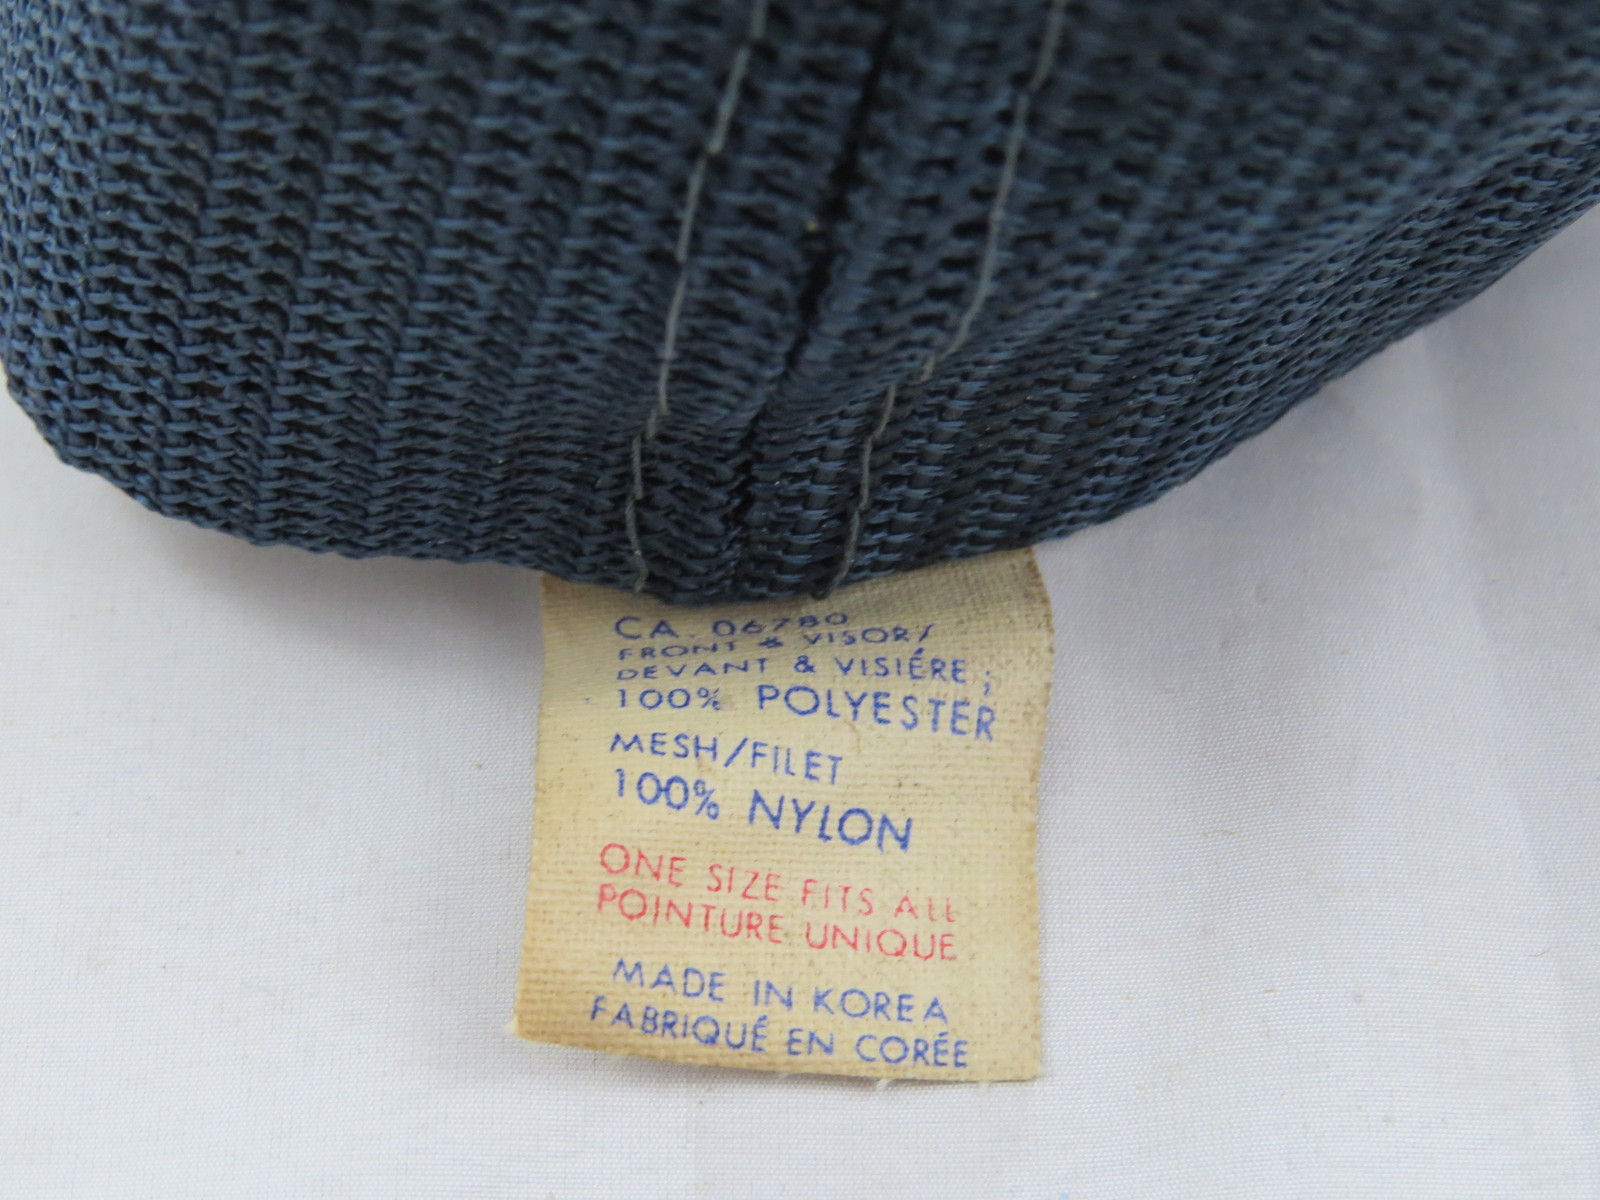 CA. 06780
FRONT & VISOR/
DEVANT & VISIÉRE;
100% POLYESTER
MESH/FILET
100% NYLON
ONE SIZE FITS ALL
POINTURE UNIQUE
MADE IN KOREA
FABRIQUÉ EN CORÉE